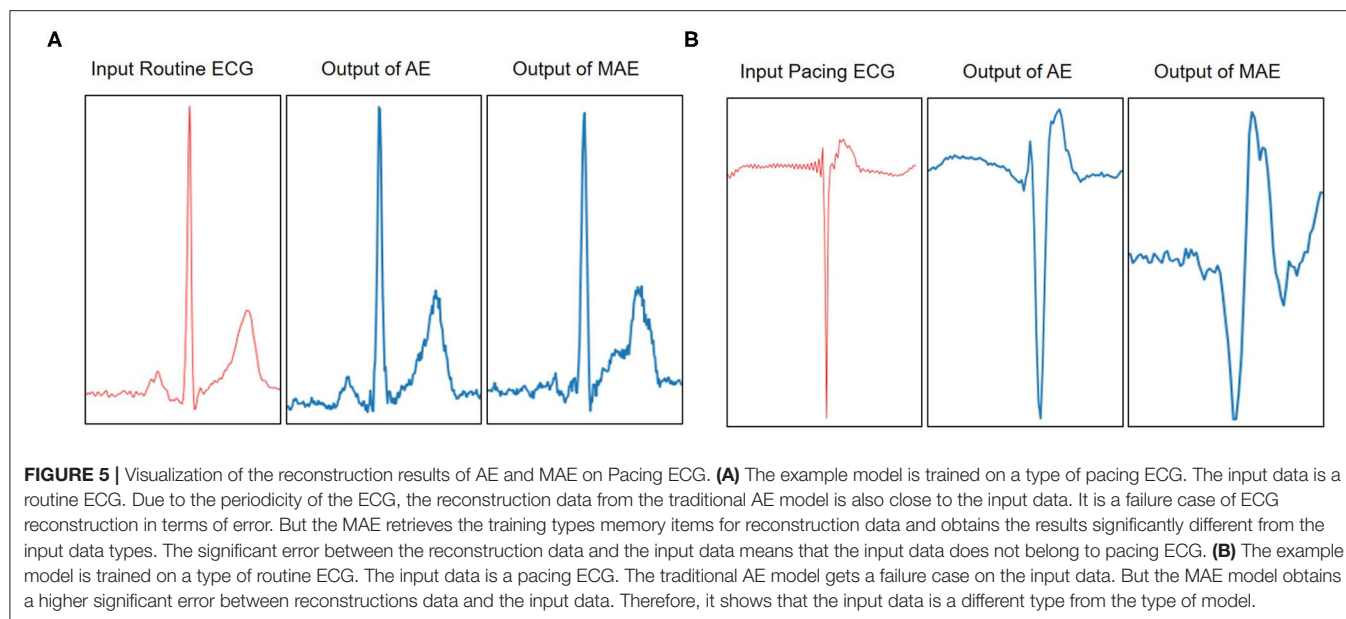 A
B
Input Routine ECG
Output of AE
Output of MAE
Input Pacing ECG
Output of AE
Output of MAE
FIGURE 5 | Visualization of the reconstruction results of AE and MAE on Pacing ECG. (A) The example model is trained on a type of pacing ECG. The input data is a
routine ECG. Due to the periodicity of the ECG, the reconstruction data from the traditional AE model is also close to the input data. It is a failure case of ECG
reconstruction in terms of error. But the MAE retrieves the training types memory items for reconstruction data and obtains the results significantly different from the
input data types. The significant error between the reconstruction data and the input data means that the input data does not belong to pacing ECG. (B) The example
model is trained on a type of routine ECG. The input data is a pacing ECG. The traditional AE model gets a failure case on the input data. But the MAE model obtains
a higher significant error between reconstructions data and the input data. Therefore, it shows that the input data is a different type from the type of model.